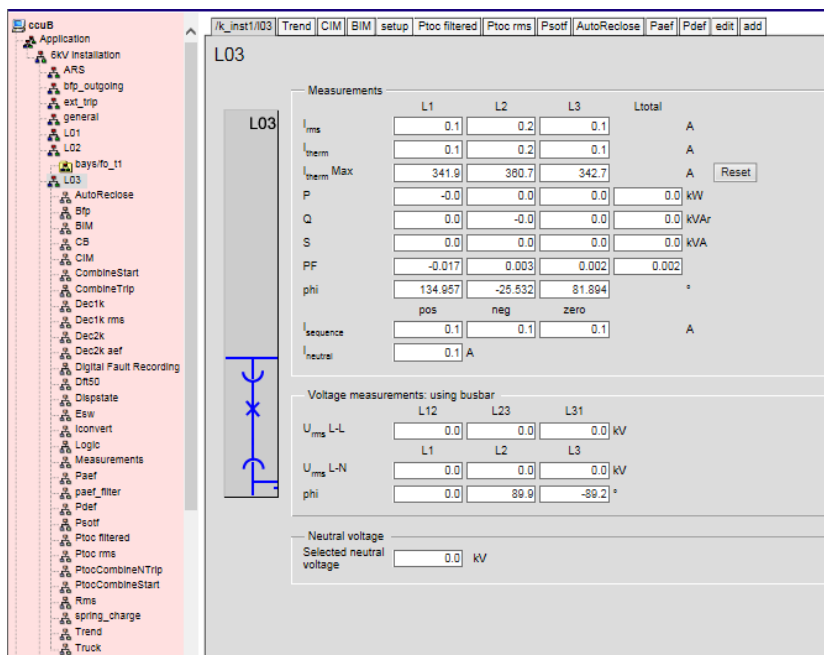 ccuB
Application
6kV installation
ARS
bfp_outgoing
ext_trip
general
L01
L02
bays/fo_t1
L03
AutoReclose
Bfp
BIM
CB
CIM
CombineStart
CombineTrip
Dec1k
Dec1k rms
Dec2k
Dec2k aef
Digital Fault Recording
Dft50
Dispstate
Esw
Iconvert
Logic
Measurements
Paef
paef_filter
Pdef
Psotf
Ptoc filtered
Ptoc rms
PtocCombineNTrip
PtocCombineStart
Rms
spring_charge
Trend
Truck
/k_inst1/l03 Trend CIM BIM setup Ptoc filtered Ptoc rms Psotf AutoReclose Paef Pdef edit add
L03
L03
Measurements
L1 L2 L3 Ltotal
Irms 0.1 0.2 0.1 A
Itherm 0.1 0.2 0.1 A
Itherm Max 341.9 360.7 342.7 A Reset
P -0.0 0.0 0.0 0.0 kW
Q 0.0 -0.0 0.0 0.0 kVAr
S 0.0 0.0 0.0 0.0 kVA
PF -0.017 0.003 0.002 0.002
phi 134.957 -25.532 81.894 °
pos neg zero
Isequence 0.1 0.1 0.1 A
Ineutral 0.1 A
Voltage measurements: using busbar
L12 L23 L31
Urms L-L 0.0 0.0 0.0 kV
L1 L2 L3
Urms L-N 0.0 0.0 0.0 kV
phi 0.0 89.9 -89.2 °
Neutral voltage
Selected neutral
voltage 0.0 kV